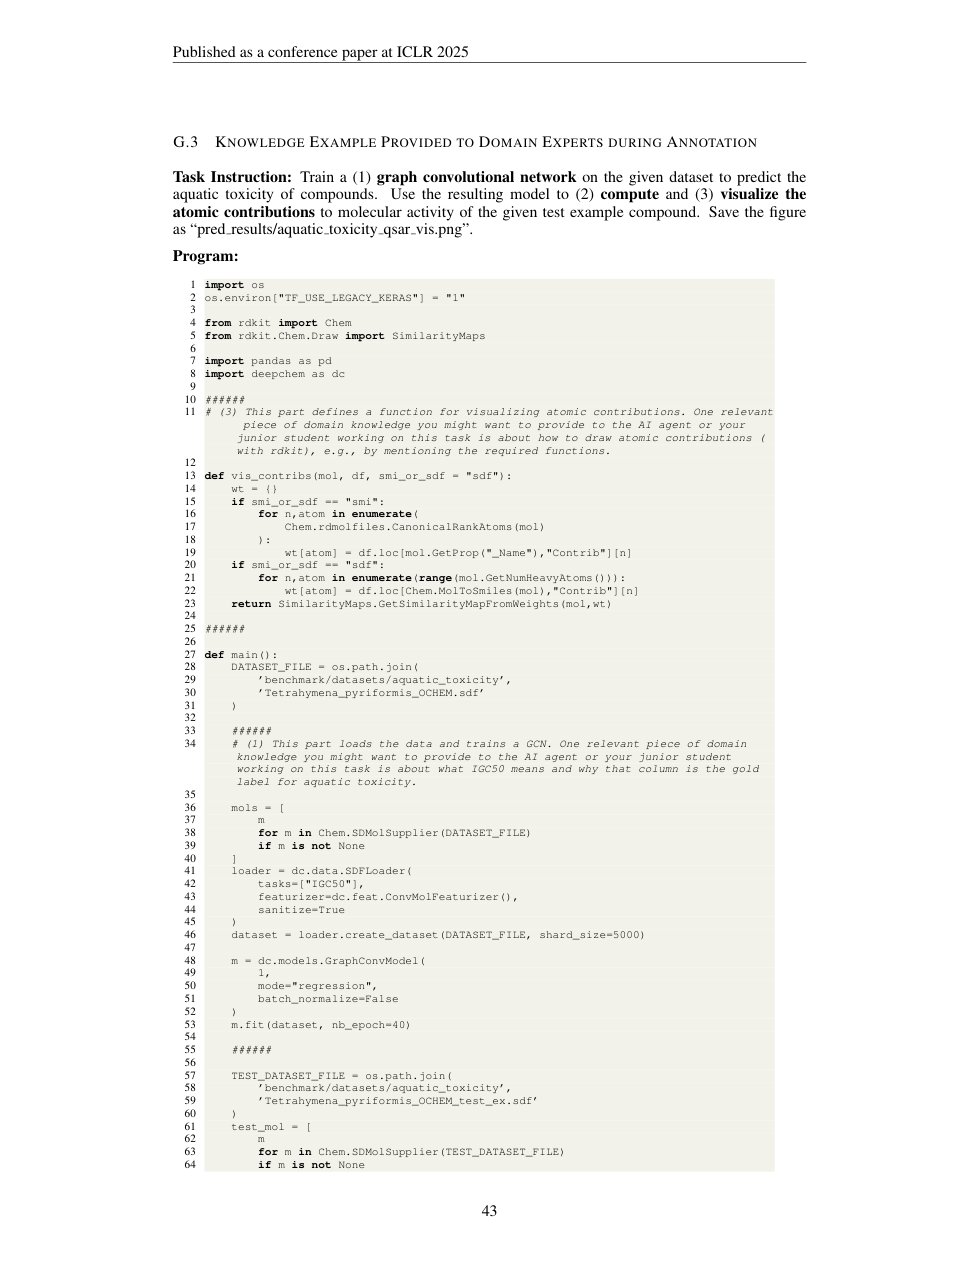 Published as a conference paper at ICLR 2025
G.3 KNOWLEDGE EXAMPLE PROVIDED TO DOMAIN EXPERTS DURING ANNOTATION
Task Instruction: Train a (1) graph convolutional network on the given dataset to predict the
aquatic toxicity of compounds. Use the resulting model to (2) compute and (3) visualize the
atomic contributions to molecular activity of the given test example compound. Save the figure
as “pred_results/aquatic_toxicity_qsar_vis.png”.
Program:
1 import os
2 os.environ["TF_USE_LEGACY_KERAS"] = "1"
3
4 from rdkit import Chem
5 from rdkit.Chem.Draw import SimilarityMaps
6
7 import pandas as pd
8 import deepchem as dc
9
10 ######
11 # (3) This part defines a function for visualizing atomic contributions. One relevant
piece of domain knowledge you might want to provide to the AI agent or your
junior student working on this task is about how to draw atomic contributions (
with rdkit), e.g., by mentioning the required functions.
12
13 def vis_contribs(mol, df, smi_or_sdf = "sdf"):
14     wt = {}
15     if smi_or_sdf == "smi":
16         for n,atom in enumerate(
17             Chem.rdmolfiles.CanonicalRankAtoms(mol)
18         ):
19             wt[atom] = df.loc[mol.GetProp("_Name"),"Contrib"][n]
20     if smi_or_sdf == "sdf":
21         for n,atom in enumerate(range(mol.GetNumHeavyAtoms())):
22             wt[atom] = df.loc[Chem.MolToSmiles(mol),"Contrib"][n]
23     return SimilarityMaps.GetSimilarityMapFromWeights(mol,wt)
24
25 ######
26
27 def main():
28     DATASET_FILE = os.path.join(
29         'benchmark/datasets/aquatic_toxicity',
30         'Tetrahymena_pyriformis_OCHEM.sdf'
31     )
32
33     ######
34     # (1) This part loads the data and trains a GCN. One relevant piece of domain
knowledge you might want to provide to the AI agent or your junior student
working on this task is about what IGC50 means and why that column is the gold
label for aquatic toxicity.
35
36     mols = [
37         m
38         for m in Chem.SDMolSupplier(DATASET_FILE)
39         if m is not None
40     ]
41     loader = dc.data.SDFLoader(
42         tasks=["IGC50"],
43         featurizer=dc.feat.ConvMolFeaturizer(),
44         sanitize=True
45     )
46     dataset = loader.create_dataset(DATASET_FILE, shard_size=5000)
47
48     m = dc.models.GraphConvModel(
49         1,
50         mode="regression",
51         batch_normalize=False
52     )
53     m.fit(dataset, nb_epoch=40)
54
55     ######
56
57     TEST_DATASET_FILE = os.path.join(
58         'benchmark/datasets/aquatic_toxicity',
59         'Tetrahymena_pyriformis_OCHEM_test_ex.sdf'
60     )
61     test_mol = [
62         m
63         for m in Chem.SDMolSupplier(TEST_DATASET_FILE)
64         if m is not None
43